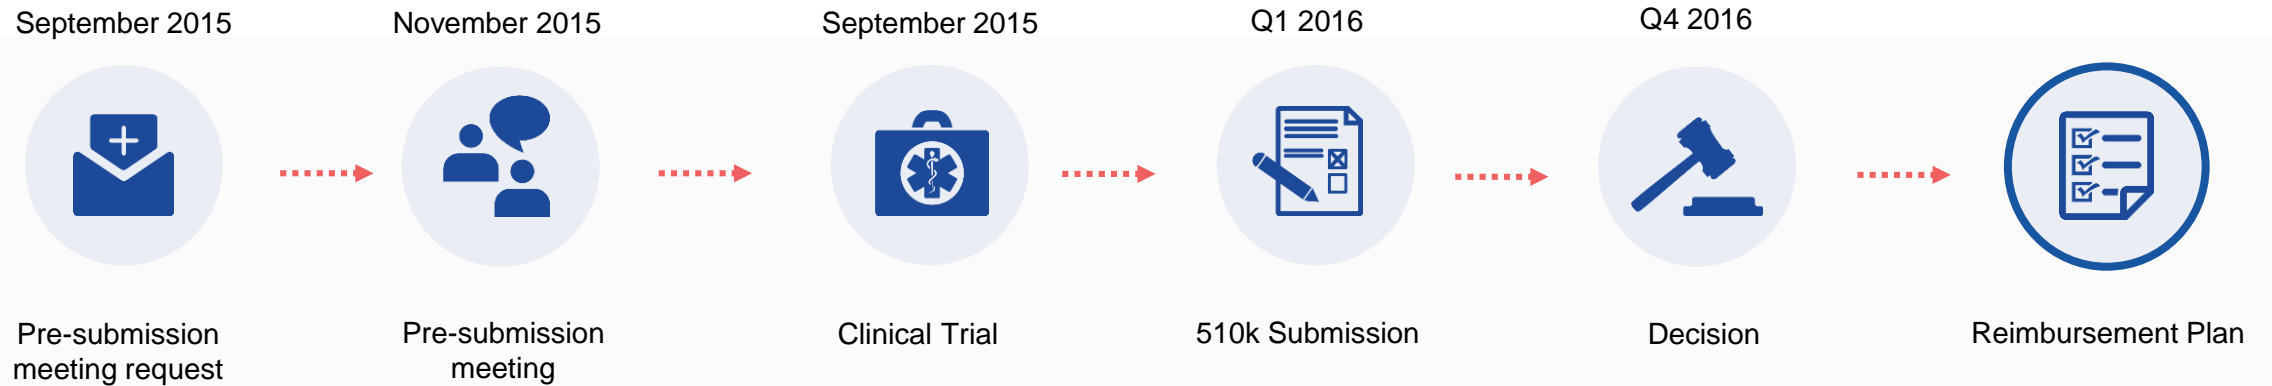 September 2015
November 2015
September 2015
Q1 2016
Q4 2016
Pre-submission
meeting request
Pre-submission
meeting
Clinical Trial
510k Submission
Decision
Reimbursement Plan